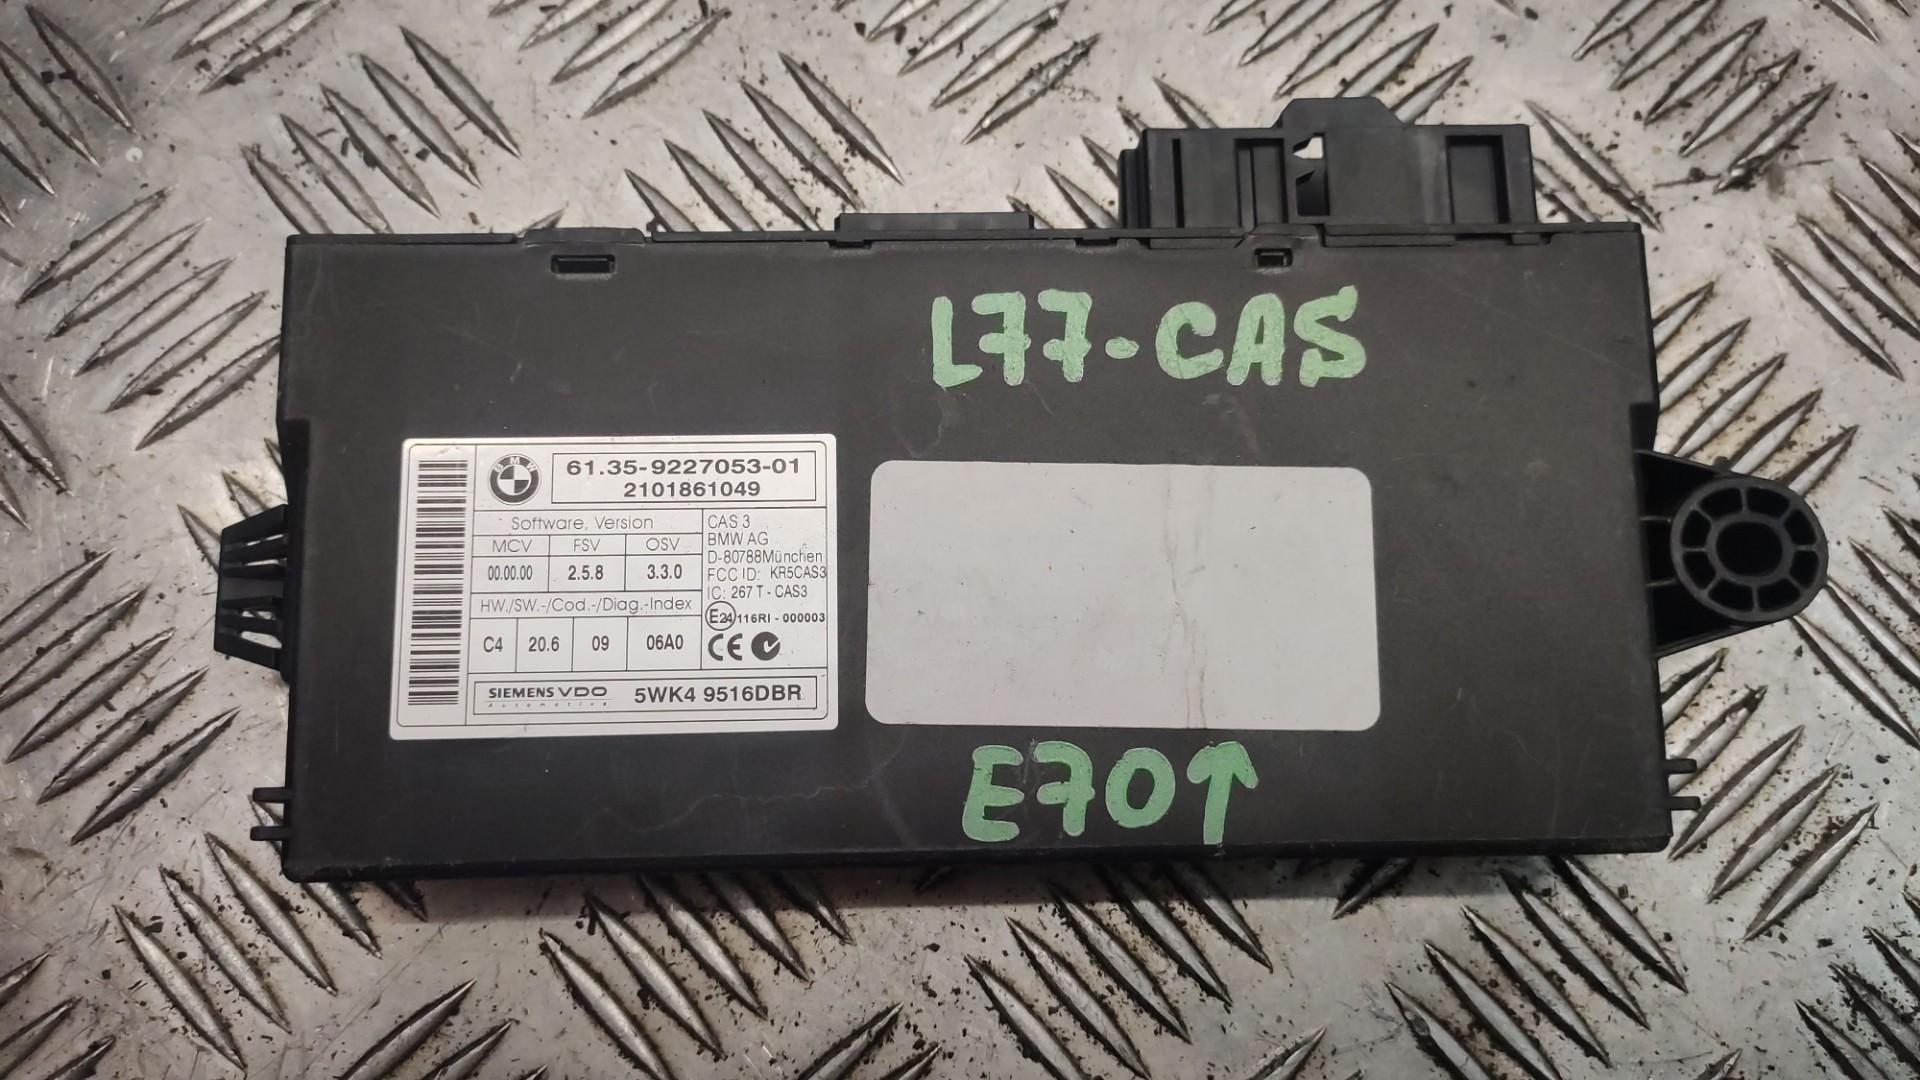 L77-CAS
BMW
61.35-9227053-01
2101861049
Software, Version
MCV FSV OSV
00.00.00 2.5.8 3.3.0
HW./SW.-/Cod.-/Diag.-Index
C4 20.6 09 06A0
CAS 3
BMW AG
D-80788München
FCC ID: KR5CAS3
IC: 267 T - CAS3
E24 116RI - 000003
CE
SIEMENS VDO
Automotive
5WK4 9516DBR
E70↑